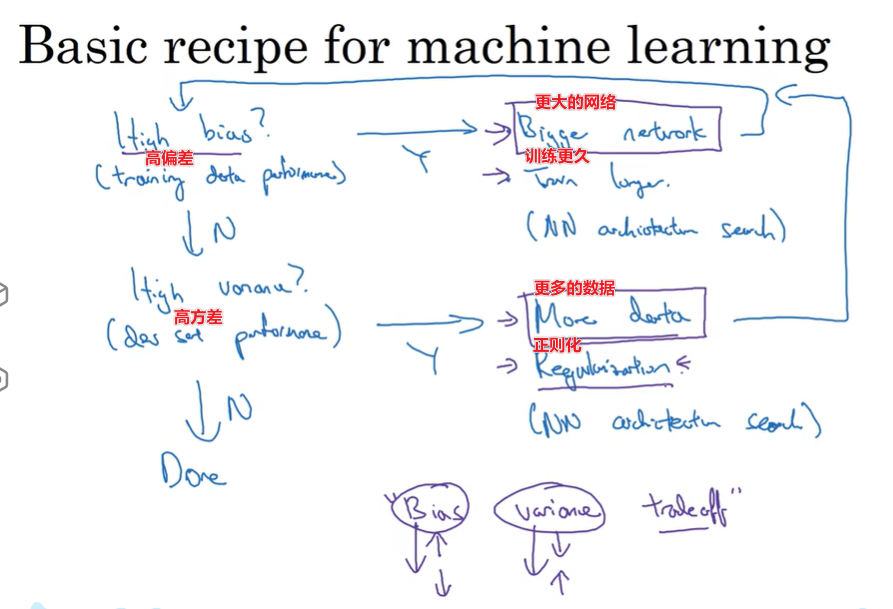 Basic recipe for machine learning
High bias?
高偏差
(training data performance)
Y
更大的网络
Bigger network
训练更久
Train longer.
(NN architecture search)
N
High variance?
高方差
(dev set performance)
Y
更多的数据
More data
正则化
Regularization
(NN architecture search)
N
Done
"Bias variance tradeoff"